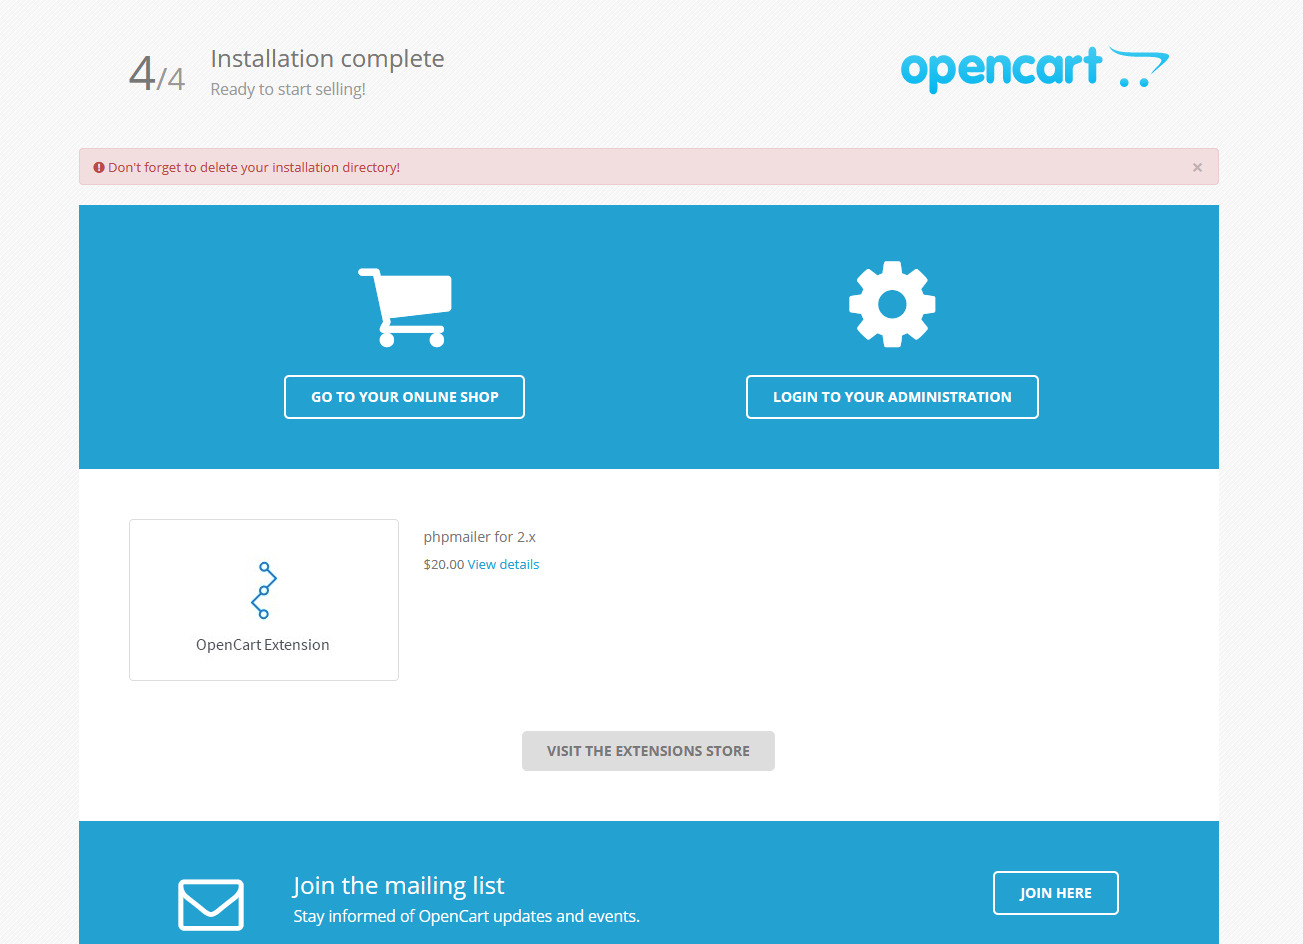 4/4
Installation complete
Ready to start selling!
opencart
Don't forget to delete your installation directory!
×
GO TO YOUR ONLINE SHOP
LOGIN TO YOUR ADMINISTRATION
phpmailer for 2.x
$20.00 View details
OpenCart Extension
VISIT THE EXTENSIONS STORE
Join the mailing list
Stay informed of OpenCart updates and events.
JOIN HERE